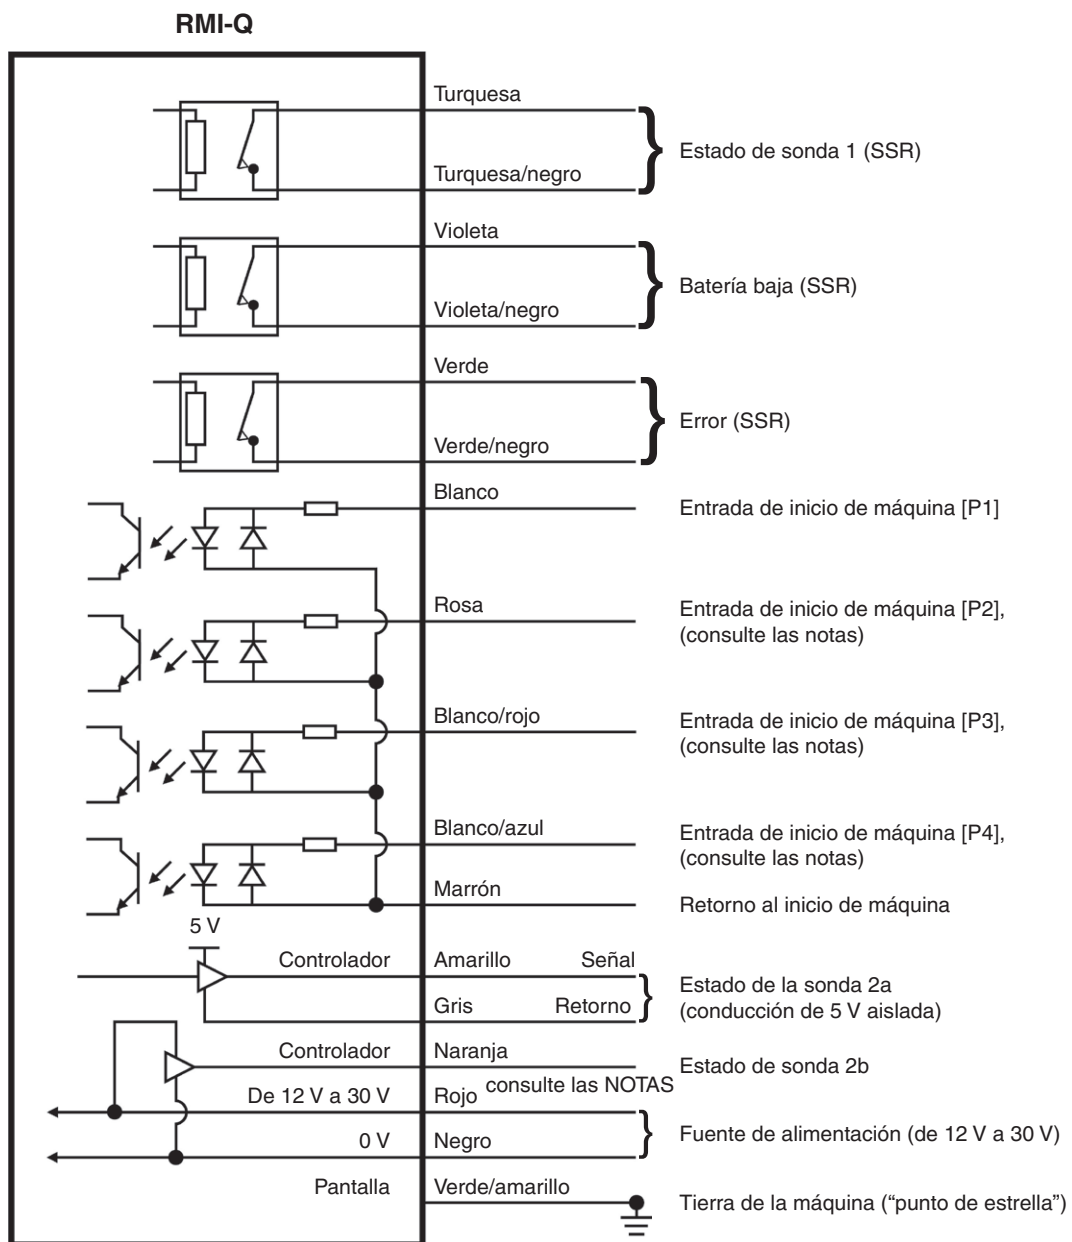 RMI-Q
Turquesa
Turquesa/negro
Estado de sonda 1 (SSR)
Violeta
Violeta/negro
Batería baja (SSR)
Verde
Verde/negro
Error (SSR)
Blanco
Entrada de inicio de máquina [P1]
Rosa
Entrada de inicio de máquina [P2],
(consulte las notas)
Blanco/rojo
Entrada de inicio de máquina [P3],
(consulte las notas)
Blanco/azul
Entrada de inicio de máquina [P4],
(consulte las notas)
Marrón
Retorno al inicio de máquina
5 V
Controlador
Amarillo
Señal
Gris
Retorno
Estado de la sonda 2a
(conducción de 5 V aislada)
Controlador
Naranja
Estado de sonda 2b
consulte las NOTAS
De 12 V a 30 V
Rojo
0 V
Negro
Fuente de alimentación (de 12 V a 30 V)
Pantalla
Verde/amarillo
Tierra de la máquina (“punto de estrella”)